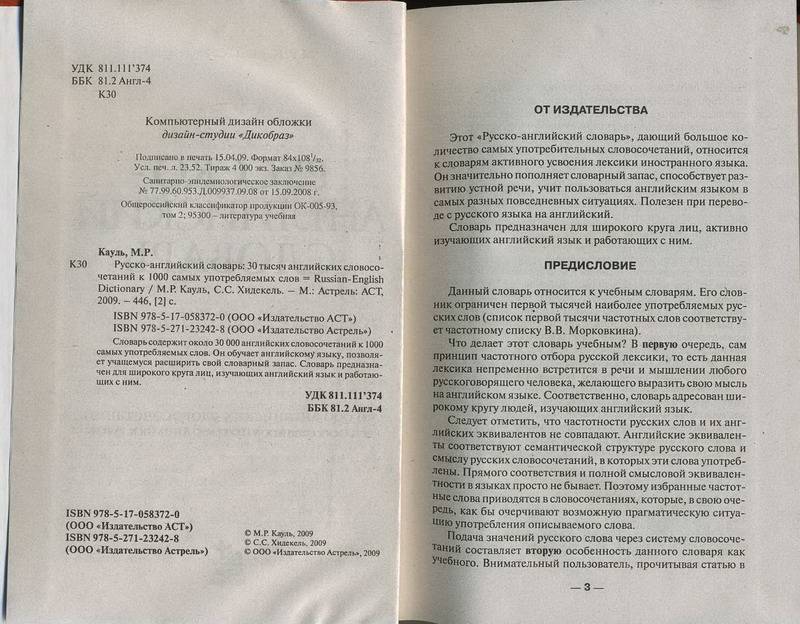 УДК 811.111'374
ББК 81.2 Англ-4
К30
Компьютерный дизайн обложки
дизайн-студии «Дикобраз»
Подписано в печать 15.04.09. Формат 84x108 1/32.
Усл. печ. л. 23.52. Тираж 4 000 экз. Заказ № 9856.
Санитарно-эпидемиологическое заключение
№ 77.99.60.953.Д.009937.09.08 от 15.09.2008 г.
Общероссийский классификатор продукции ОК-005-93,
том 2; 95300 – литература учебная
Кауль, М.Р.
К30 Русско-английский словарь: 30 тысяч английских словосо-
четаний к 1000 самых употребляемых слов = Russian-English
Dictionary / М.Р. Кауль, С.С. Хидекель. – М.: Астрель: АСТ,
2009. – 446, [2] с.
ISBN 978-5-17-058372-0 (ООО «Издательство АСТ»)
ISBN 978-5-271-23242-8 (ООО «Издательство Астрель»)
Словарь содержит около 30 000 английских словосочетаний к 1000
самых употребляемых слов. Он обучает английскому языку, позволя-
ет учащемуся расширить свой словарный запас. Словарь предназна-
чен для широкого круга лиц, изучающих английский язык и работаю-
щих с ним.
УДК 811.111'374
ББК 81.2 Англ-4
ISBN 978-5-17-058372-0
(ООО «Издательство АСТ»)
ISBN 978-5-271-23242-8
(ООО «Издательство Астрель»)
© М.Р. Кауль, 2009
© С.С. Хидекель, 2009
© ООО «Издательство Астрель», 2009
ОТ ИЗДАТЕЛЬСТВА
Этот «Русско-английский словарь», дающий большое ко-
личество самых употребительных словосочетаний, относится
к словарям активного усвоения лексики иностранного языка.
Он значительно пополняет словарный запас, способствует раз-
витию устной речи, учит пользоваться английским языком в
самых разных повседневных ситуациях. Полезен при перево-
де с русского языка на английский.
Словарь предназначен для широкого круга лиц, активно
изучающих английский язык и работающих с ним.
ПРЕДИСЛОВИЕ
Данный словарь относится к учебным словарям. Его слов-
ник ограничен первой тысячей наиболее употребляемых рус-
ских слов (список первой тысячи частотных слов соответству-
ет частотному списку В.В. Морковкина).
Что делает этот словарь учебным? В первую очередь, сам
принцип частотного отбора русской лексики, то есть данная
лексика непременно встретится в речи и мышлении любого
русскоговорящего человека, желающего выразить свою мысль
на английском языке. Соответственно, словарь адресован ши-
рокому кругу людей, изучающих английский язык.
Следует отметить, что частотности русских слов и их анг-
лийских эквивалентов не совпадают. Английские эквивален-
ты соответствуют семантической структуре русского слова и
смыслу русских словосочетаний, в которых эти слова употреб-
лены. Прямого соответствия и полной смысловой эквивален-
тности в языках просто не бывает. Поэтому избранные частот-
ные слова приводятся в словосочетаниях, которые, в свою оче-
редь, как бы очерчивают возможную прагматическую ситуа-
цию употребления описываемого слова.
Подача значений русского слова через систему словосоче-
таний составляет вторую особенность данного словаря как
учебного. Внимательный пользователь, прочитывая статью в
— 3 —